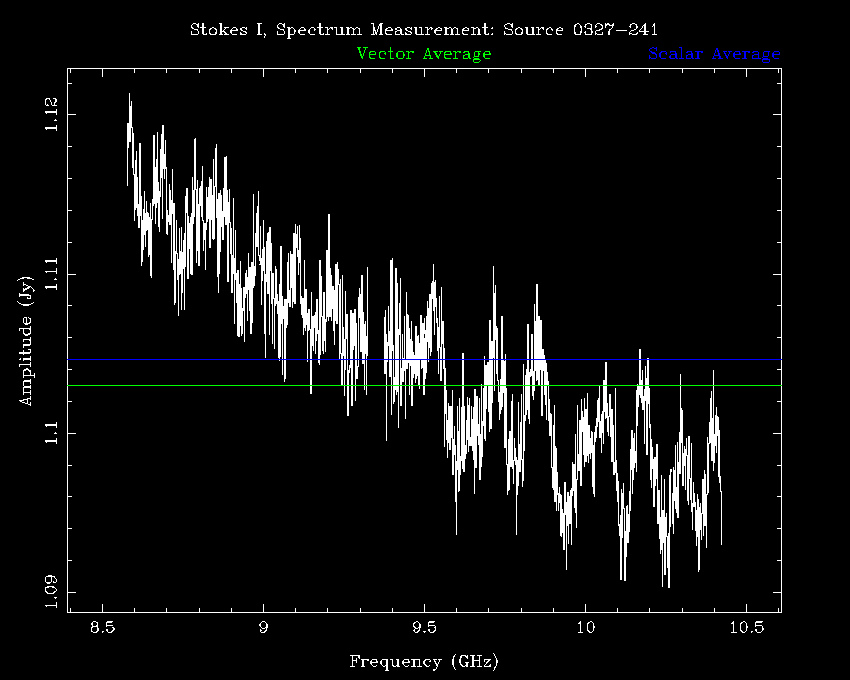 Stokes I, Spectrum Measurement: Source 0327-241
Vector Average Scalar Average
1.12
1.11
1.1
1.09
Amplitude (Jy)
8.5 9 9.5 10 10.5
Frequency (GHz)